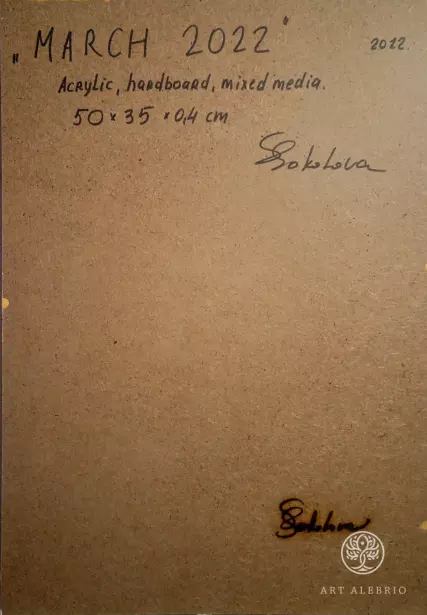 „MARCH 2022" 2022.
Acrylic, hardboard, mixed media.
50 × 35 × 0,4 cm
Sokolova
Sokolova
ART ALEBRIO